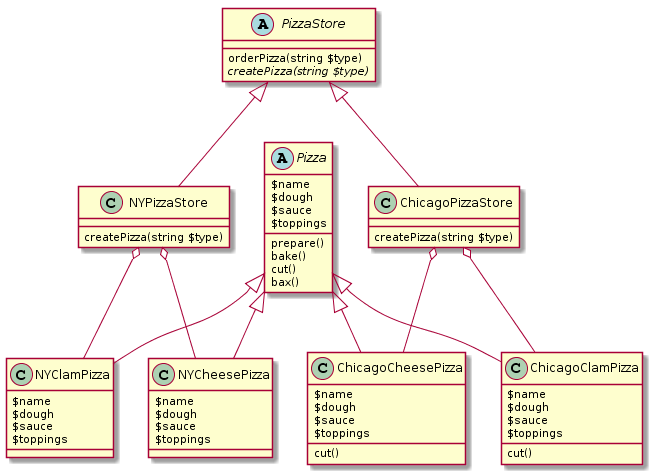 A PizzaStore
orderPizza(string $type)
createPizza(string $type)
A Pizza
$name
$dough
$sauce
$toppings
prepare()
bake()
cut()
bax()
C NYPizzaStore
createPizza(string $type)
C ChicagoPizzaStore
createPizza(string $type)
C NYClamPizza
$name
$dough
$sauce
$toppings
C NYCheesePizza
$name
$dough
$sauce
$toppings
C ChicagoCheesePizza
$name
$dough
$sauce
$toppings
cut()
C ChicagoClamPizza
$name
$dough
$sauce
$toppings
cut()